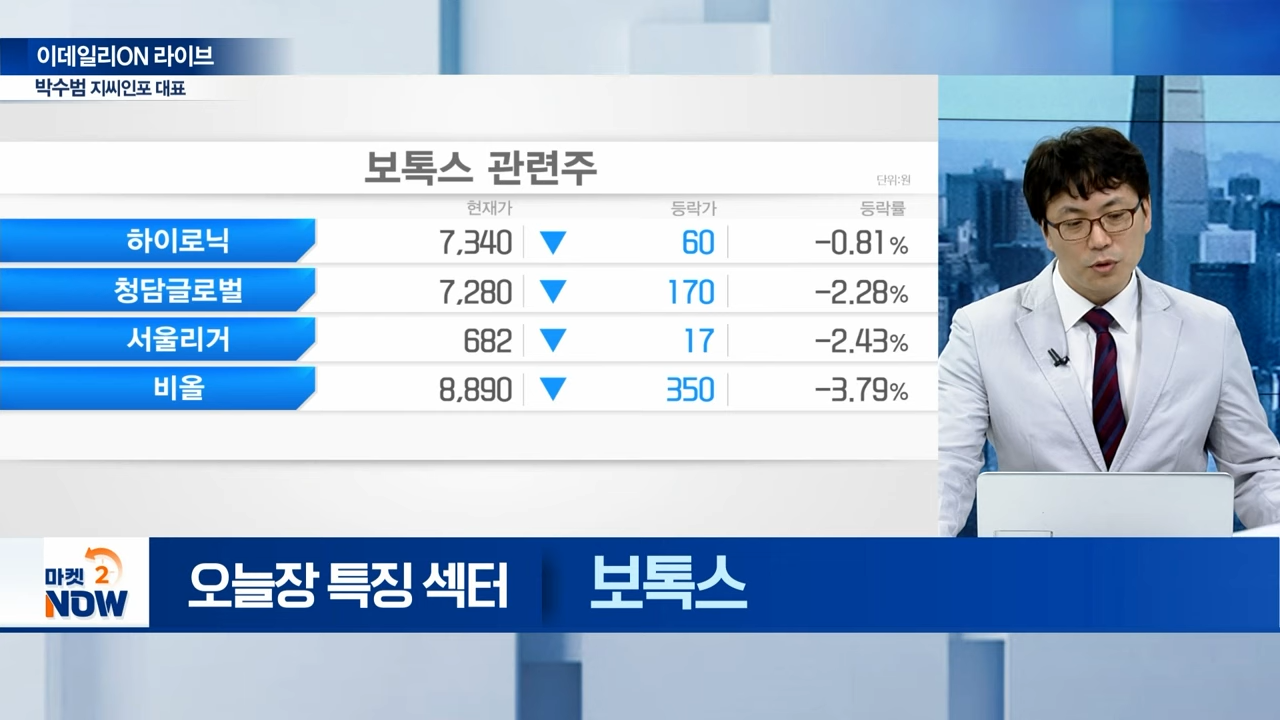 이데일리ON 라이브
박수범 지씨인포 대표
보톡스 관련주
단위:원
현재가 등락가 등락률
하이로닉 7,340 ▼ 60 -0.81%
청담글로벌 7,280 ▼ 170 -2.28%
서울리거 682 ▼ 17 -2.43%
비올 8,890 ▼ 350 -3.79%
마켓 2
NOW
오늘장 특징 섹터 보톡스